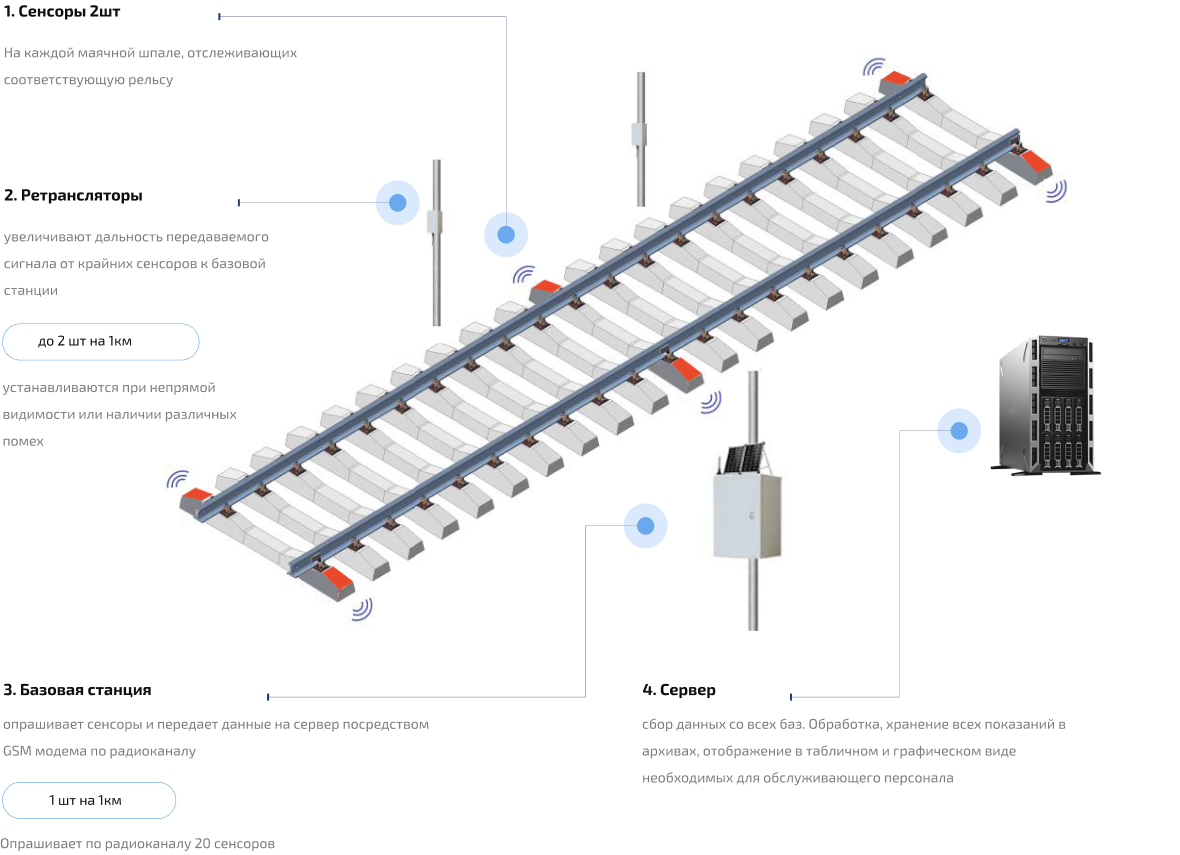 1. Сенсоры 2шт
На каждой маячной шпале, отслеживающих
соответствующую рельсу
2. Ретрансляторы
увеличивают дальность передаваемого
сигнала от крайних сенсоров к базовой
станции
до 2 шт на 1км
устанавливаются при непрямой
видимости или наличии различных
помех
3. Базовая станция
опрашивает сенсоры и передает данные на сервер посредством
GSM модема по радиоканалу
1 шт на 1км
Опрашивает по радиоканалу 20 сенсоров
4. Сервер
сбор данных со всех баз. Обработка, хранение всех показаний в
архивах, отображение в табличном и графическом виде
необходимых для обслуживающего персонала